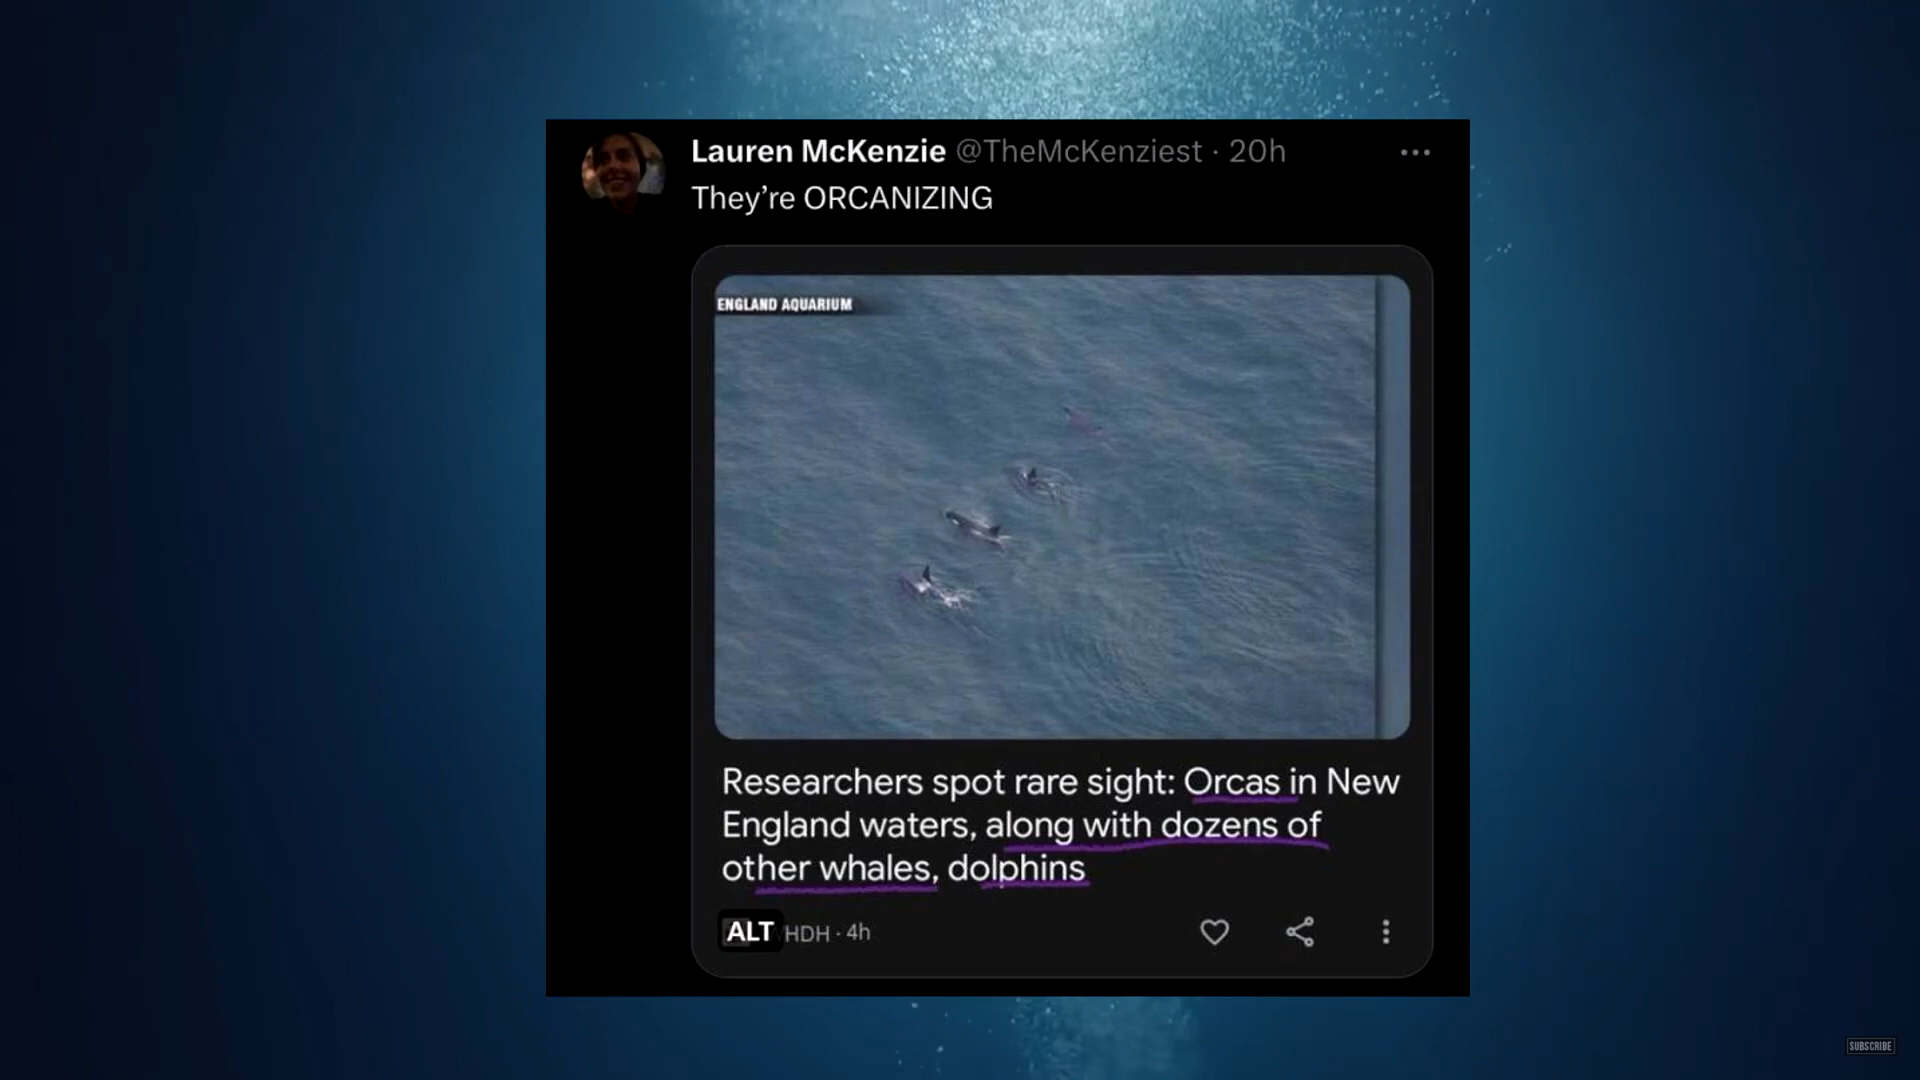 Lauren McKenzie @TheMcKenziest · 20h
They're ORCANIZING
ENGLAND AQUARIUM
Researchers spot rare sight: Orcas in New
England waters, along with dozens of
other whales, dolphins
ALT HDH · 4h
SUBSCRIBE